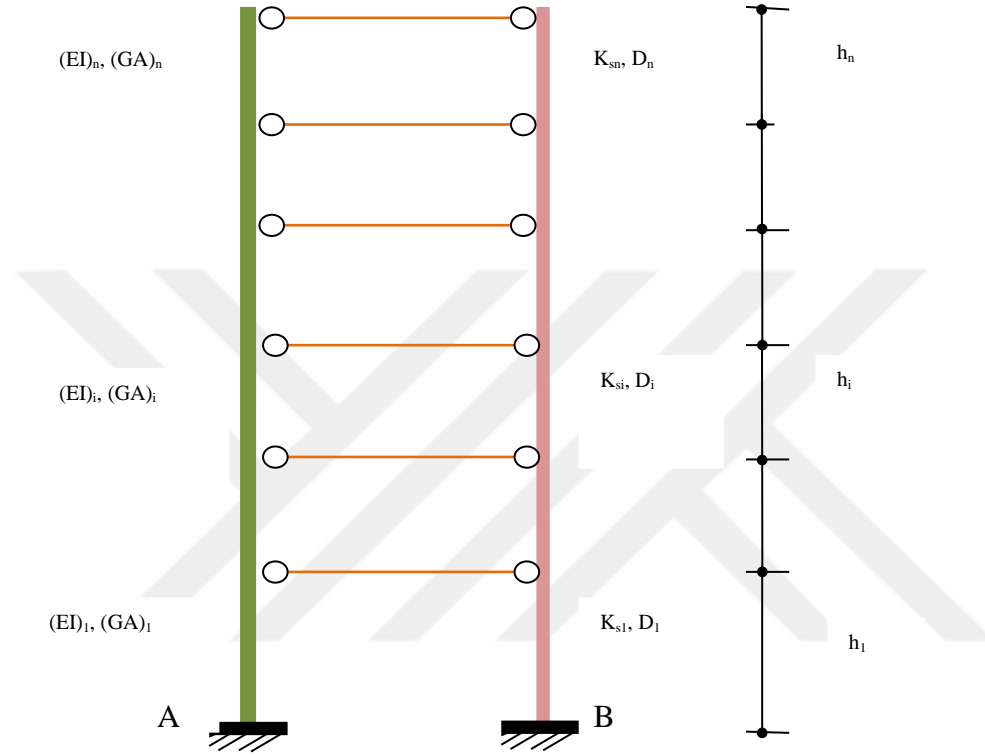 (EI)n, (GA)n Ksn, Dn hn
(EI)i, (GA)i Ksi, Di hi
(EI)1, (GA)1 Ks1, D1 h1
A B